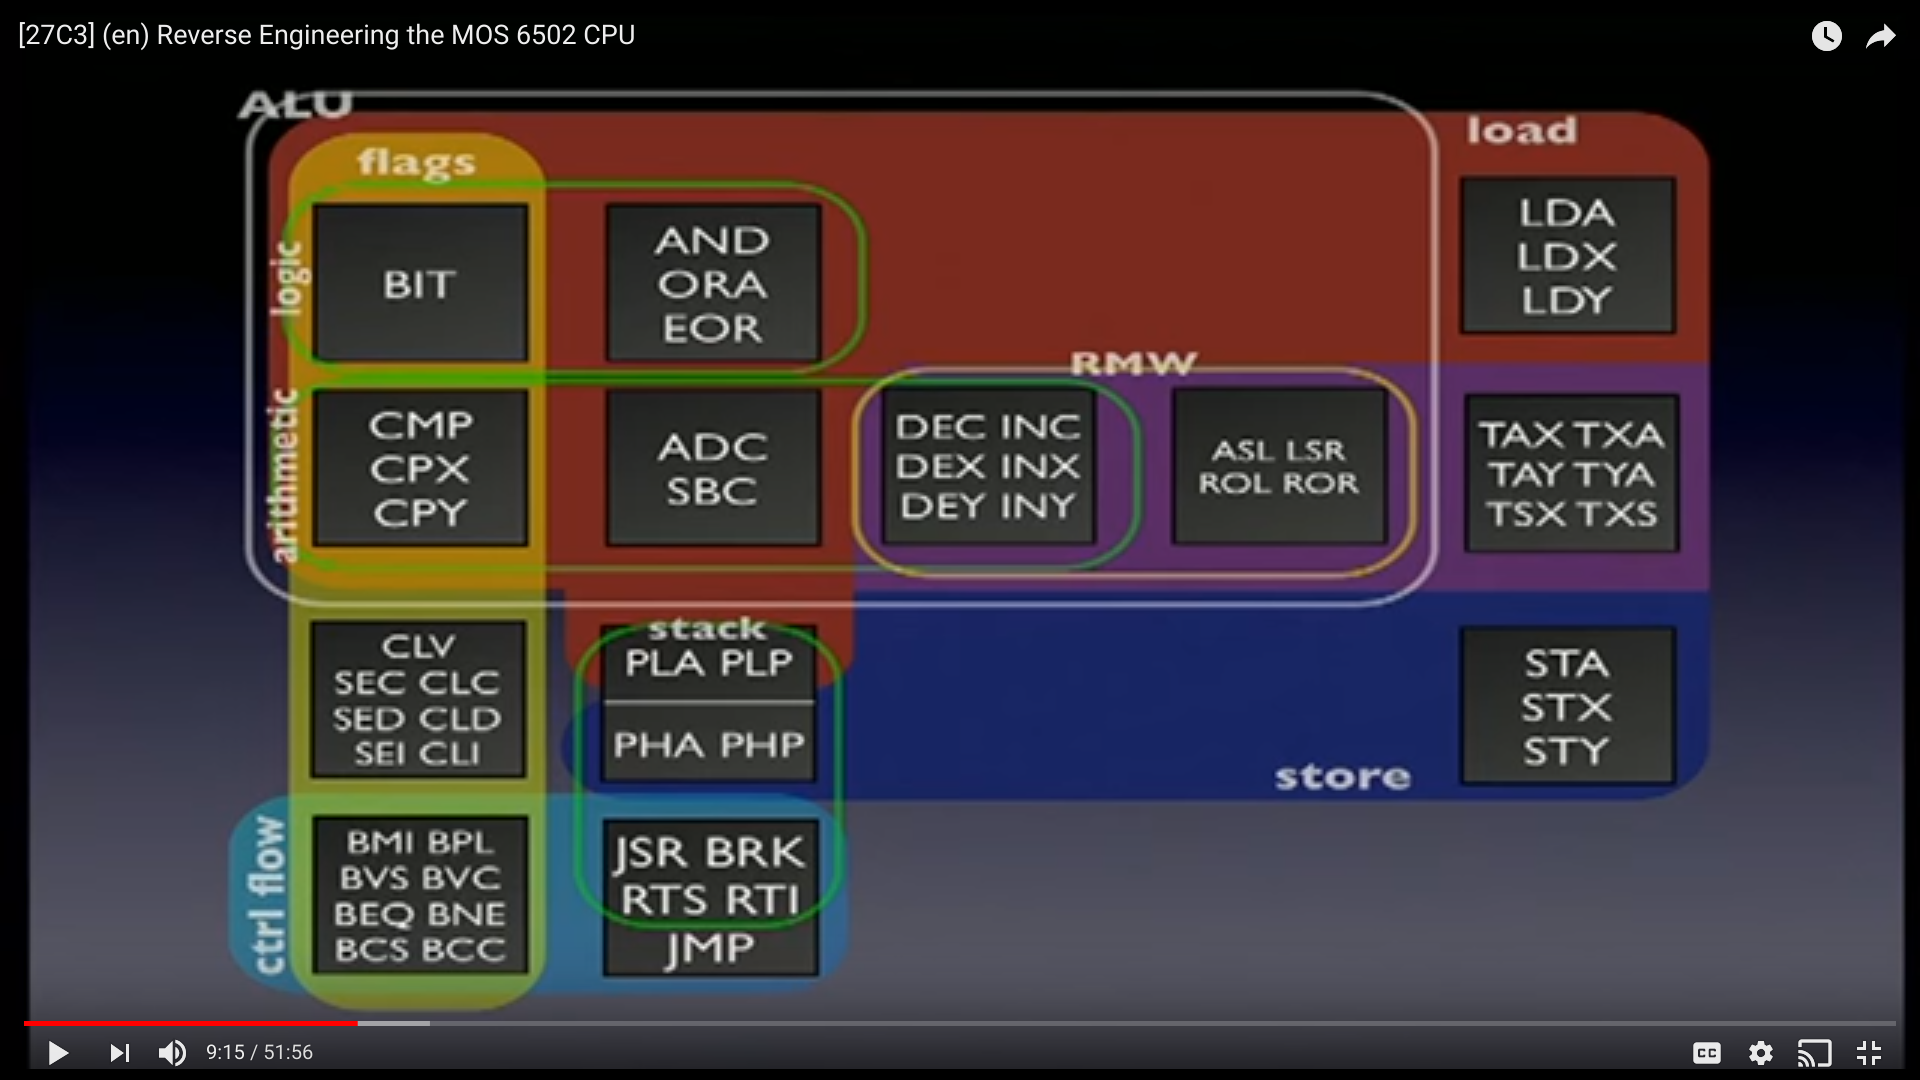 [27C3] (en) Reverse Engineering the MOS 6502 CPU
ALU
load
flags
logic
BIT
AND
ORA
EOR
LDA
LDX
LDY
RMW
arithmetic
CMP
CPX
CPY
ADC
SBC
DEC INC
DEX INX
DEY INY
ASL LSR
ROL ROR
TAX TXA
TAY TYA
TSX TXS
CLV
SEC CLC
SED CLD
SEI CLI
stack
PLA PLP
PHA PHP
STA
STX
STY
store
ctrl flow
BMI BPL
BVS BVC
BEQ BNE
BCS BCC
JSR BRK
RTS RTI
JMP
9:15 / 51:56
CC